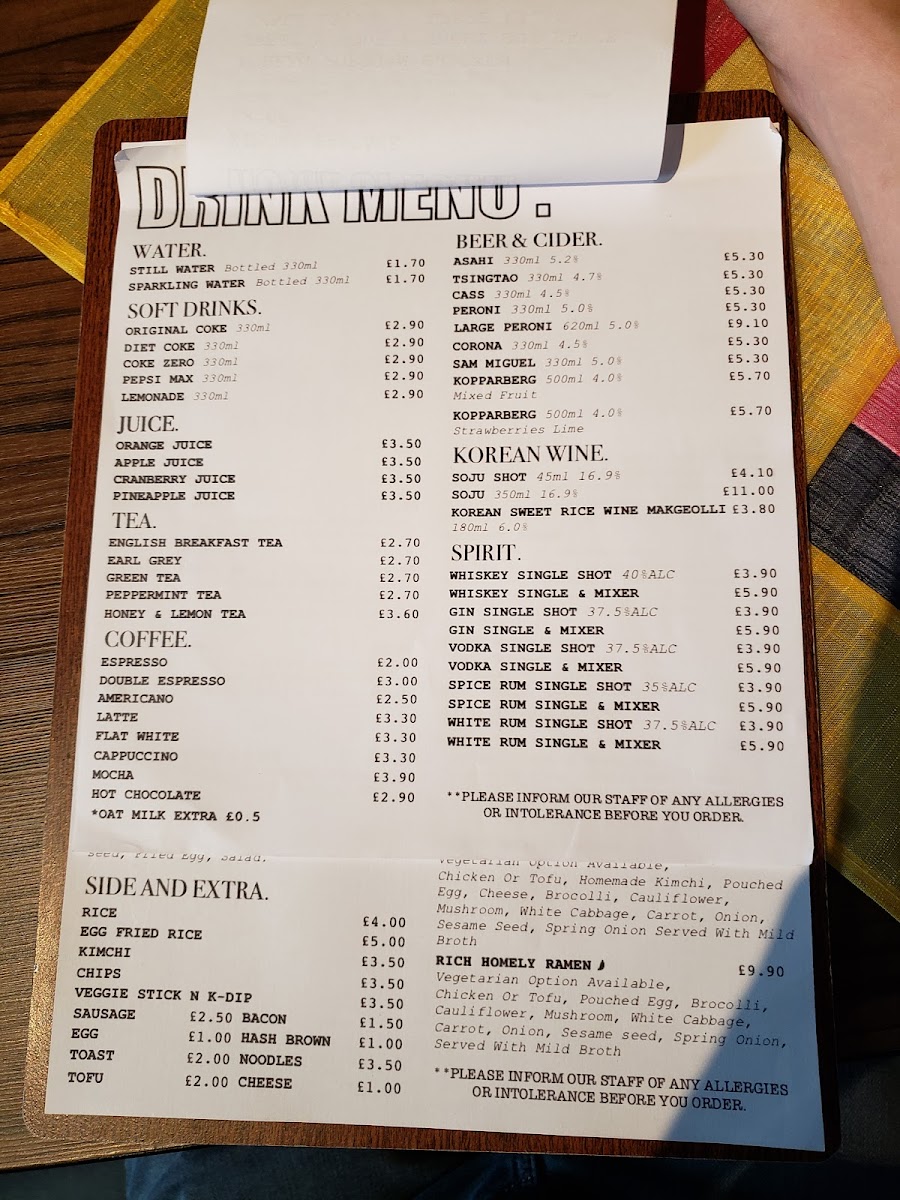 DRINK MENU.
WATER.
STILL WATER Bottled 330ml £1.70
SPARKLING WATER Bottled 330ml £1.70
SOFT DRINKS.
ORIGINAL COKE 330ml £2.90
DIET COKE 330ml £2.90
COKE ZERO 330ml £2.90
PEPSI MAX 330ml £2.90
LEMONADE 330ml £2.90
JUICE.
ORANGE JUICE £3.50
APPLE JUICE £3.50
CRANBERRY JUICE £3.50
PINEAPPLE JUICE £3.50
TEA.
ENGLISH BREAKFAST TEA £2.70
EARL GREY £2.70
GREEN TEA £2.70
PEPPERMINT TEA £2.70
HONEY & LEMON TEA £3.60
COFFEE.
ESPRESSO £2.00
DOUBLE ESPRESSO £3.00
AMERICANO £2.50
LATTE £3.30
FLAT WHITE £3.30
CAPPUCCINO £3.30
MOCHA £3.90
HOT CHOCOLATE £2.90
*OAT MILK EXTRA £0.5
BEER & CIDER.
ASAHI 330ml 5.2% £5.30
TSINGTAO 330ml 4.7% £5.30
CASS 330ml 4.5% £5.30
PERONI 330ml 5.0% £5.30
LARGE PERONI 620ml 5.0% £9.10
CORONA 330ml 4.5% £5.30
SAM MIGUEL 330ml 5.0% £5.30
KOPPARBERG 500ml 4.0% £5.70
Mixed Fruit
KOPPARBERG 500ml 4.0% £5.70
Strawberries Lime
KOREAN WINE.
SOJU SHOT 45ml 16.9% £4.10
SOJU 350ml 16.9% £11.00
KOREAN SWEET RICE WINE MAKGEOLLI £3.80
180ml 6.0%
SPIRIT.
WHISKEY SINGLE SHOT 40%ALC £3.90
WHISKEY SINGLE & MIXER £5.90
GIN SINGLE SHOT 37.5%ALC £3.90
GIN SINGLE & MIXER £5.90
VODKA SINGLE SHOT 37.5%ALC £3.90
VODKA SINGLE & MIXER £5.90
SPICE RUM SINGLE SHOT 35%ALC £3.90
SPICE RUM SINGLE & MIXER £5.90
WHITE RUM SINGLE SHOT 37.5%ALC £3.90
WHITE RUM SINGLE & MIXER £5.90
**PLEASE INFORM OUR STAFF OF ANY ALLERGIES
OR INTOLERANCE BEFORE YOU ORDER.
seed, Fried Egg, Salad.
SIDE AND EXTRA.
RICE £4.00
EGG FRIED RICE £5.00
KIMCHI £3.50
CHIPS £3.50
VEGGIE STICK N K-DIP £3.50
SAUSAGE £2.50 BACON £1.50
EGG £1.00 HASH BROWN £1.00
TOAST £2.00 NOODLES £3.50
TOFU £2.00 CHEESE £1.00
Vegetarian Option Available,
Chicken Or Tofu, Homemade Kimchi, Pouched
Egg, Cheese, Brocolli, Cauliflower,
Mushroom, White Cabbage, Carrot, Onion,
Sesame Seed, Spring Onion Served With Mild
Broth
RICH HOMELY RAMEN £9.90
Vegetarian Option Available,
Chicken Or Tofu, Pouched Egg, Brocolli,
Cauliflower, Mushroom, White Cabbage,
Carrot, Onion, Sesame seed, Spring Onion,
Served With Mild Broth
**PLEASE INFORM OUR STAFF OF ANY ALLERGIES
OR INTOLERANCE BEFORE YOU ORDER.